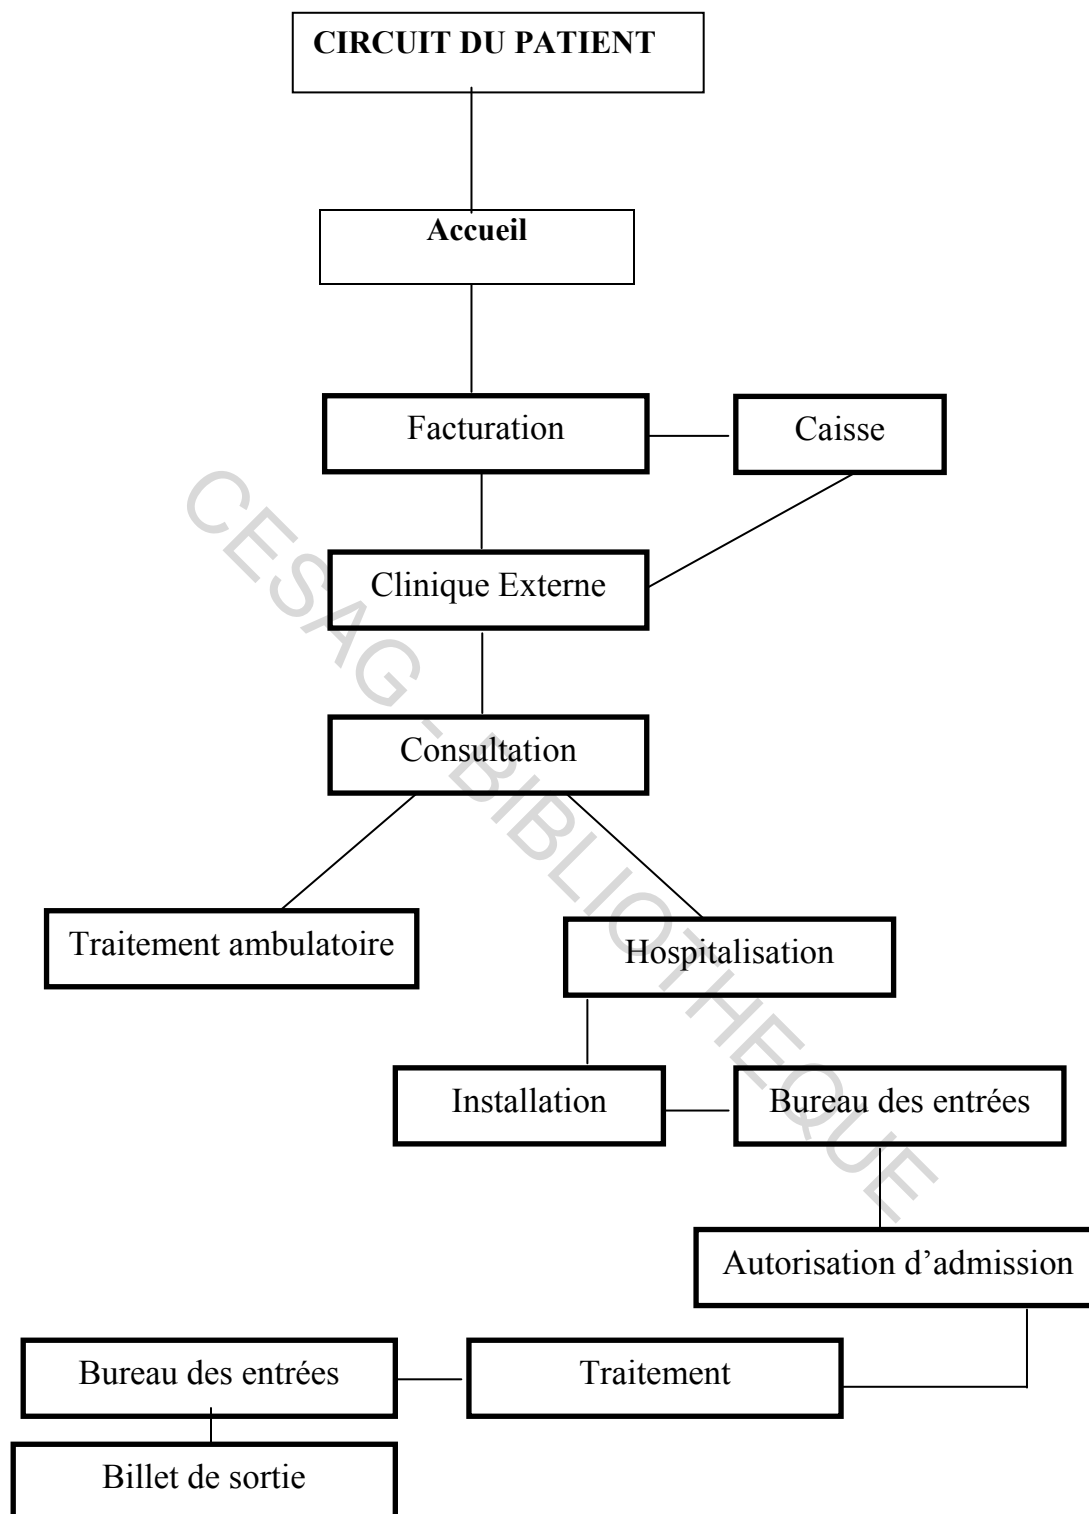 CIRCUIT DU PATIENT
Accueil
Facturation
Caisse
Clinique Externe
Consultation
Traitement ambulatoire
Hospitalisation
Installation
Bureau des entrées
Autorisation d’admission
Bureau des entrées
Traitement
Billet de sortie
CESAG - BIBLIOTHEQUE